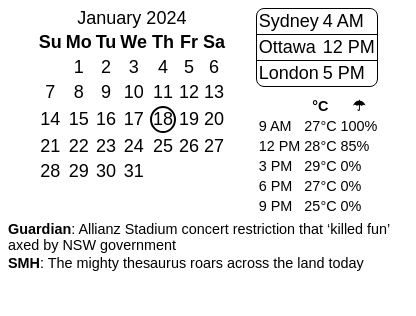 January 2024
Su Mo Tu We Th Fr Sa
1 2 3 4 5 6
7 8 9 10 11 12 13
14 15 16 17 18 19 20
21 22 23 24 25 26 27
28 29 30 31
Sydney 4 AM
Ottawa 12 PM
London 5 PM
°C ☂
9 AM 27°C 100%
12 PM 28°C 85%
3 PM 29°C 0%
6 PM 27°C 0%
9 PM 25°C 0%
Guardian: Allianz Stadium concert restriction that ‘killed fun’
axed by NSW government
SMH: The mighty thesaurus roars across the land today